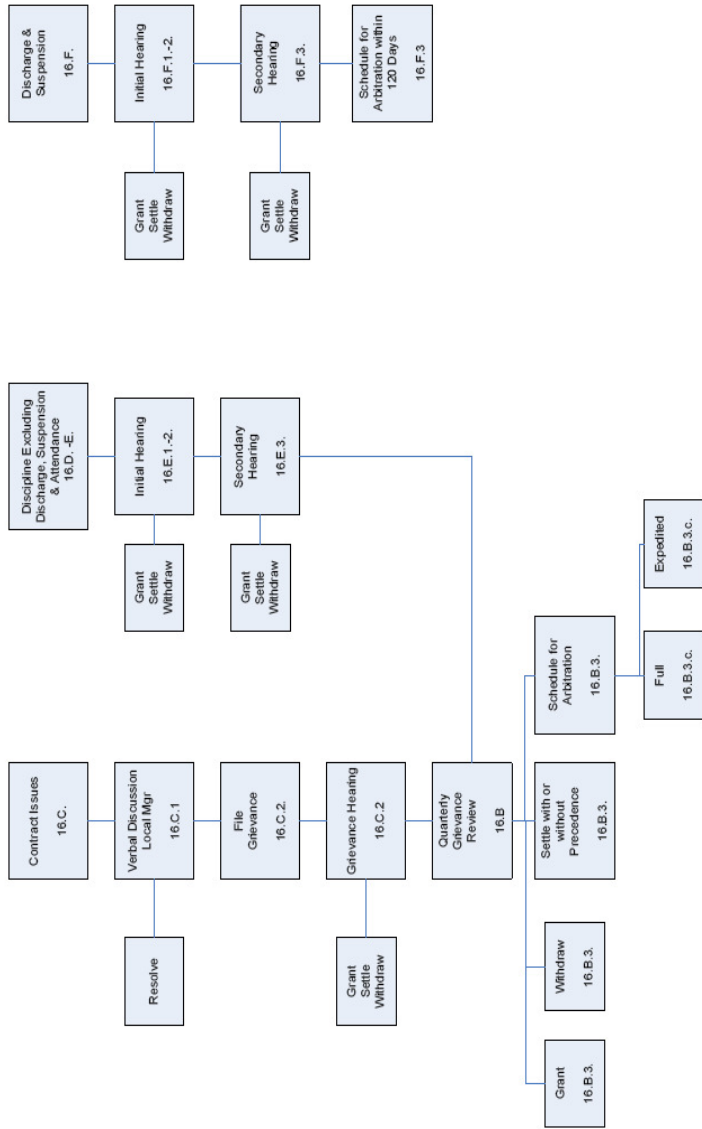 Contract Issues
16.C.
Verbal Discussion
Local Mgr
16.C.1
Resolve
File
Grievance
16.C.2.
Grievance Hearing
16.C.2
Grant
Settle
Withdraw
Quarterly
Grievance
Review
16.B
Grant
16.B.3.
Withdraw
16.B.3.
Settle with or
without
Precedence
16.B.3.
Schedule for
Arbitration
16.B.3.
Full
16.B.3.c.
Expedited
16.B.3.c.
Discipline Excluding
Discharge, Suspension
& Attendance
16.D. -E.
Initial Hearing
16.E.1.-2.
Grant
Settle
Withdraw
Secondary
Hearing
16.E.3.
Grant
Settle
Withdraw
Discharge &
Suspension
16.F.
Initial Hearing
16.F.1.-2.
Grant
Settle
Withdraw
Secondary
Hearing
16.F.3.
Grant
Settle
Withdraw
Schedule for
Arbitration within
120 Days
16.F.3